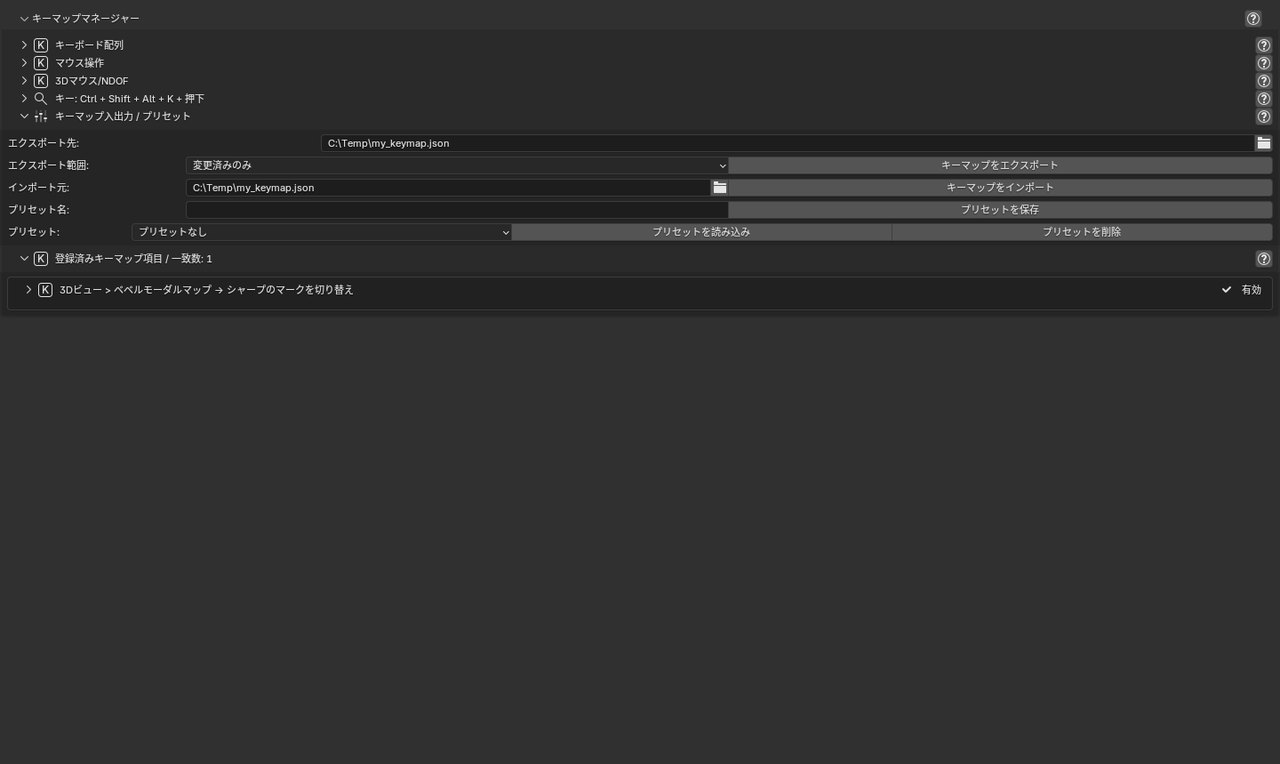 キーマップマネージャー
K キーボード配列
K マウス操作
K 3Dマウス/NDOF
キー: Ctrl + Shift + Alt + K + 押下
キーマップ入出力 / プリセット
エクスポート先: C:\Temp\my_keymap.json
エクスポート範囲: 変更済みのみ キーマップをエクスポート
インポート元: C:\Temp\my_keymap.json キーマップをインポート
プリセット名: プリセットを保存
プリセット: プリセットなし プリセットを読み込み プリセットを削除
K 登録済みキーマップ項目 / 一致数: 1
K 3Dビュー > ベベルモーダルマップ → シャープのマークを切り替え 有効